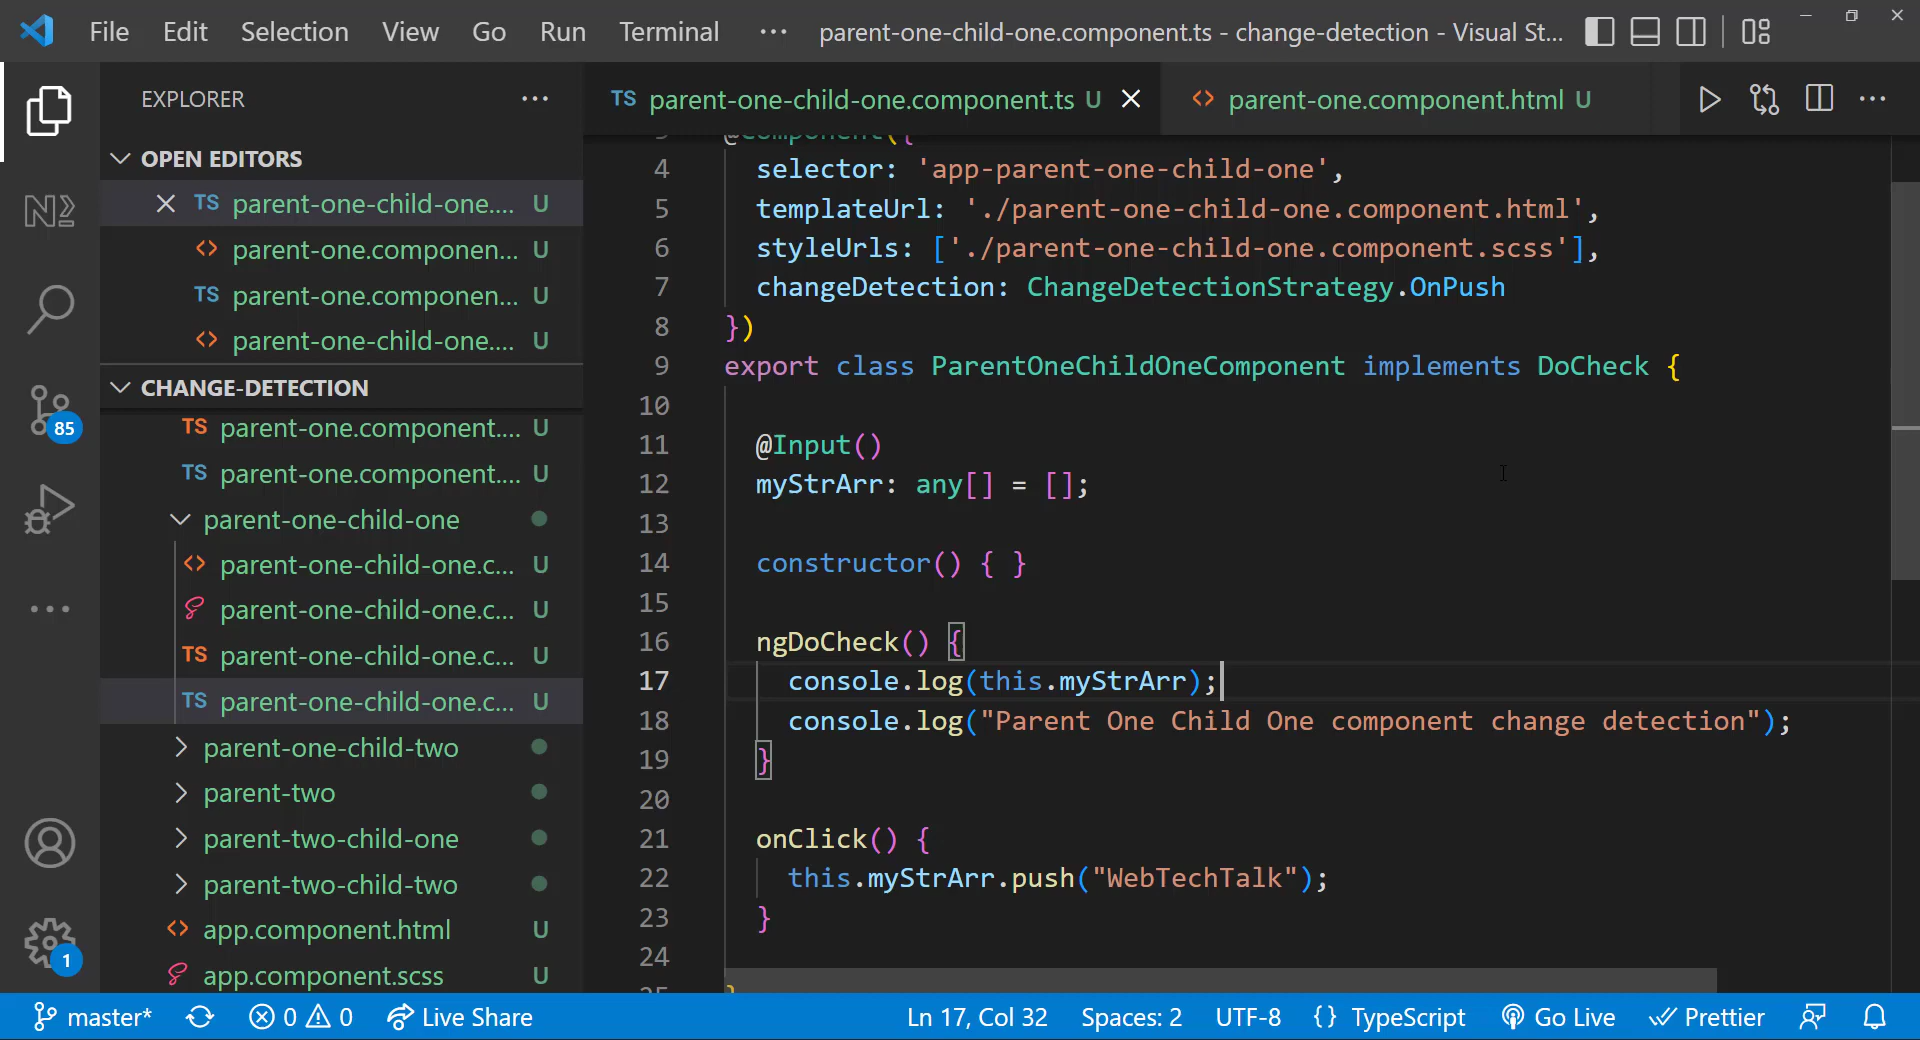 File Edit Selection View Go Run Terminal ··· parent-one-child-one.component.ts - change-detection - Visual St...
EXPLORER ···
OPEN EDITORS
TS parent-one-child-one.... U
<> parent-one.componen... U
TS parent-one.componen... U
<> parent-one-child-one.... U
CHANGE-DETECTION
TS parent-one.component.... U
TS parent-one.component.... U
parent-one-child-one
<> parent-one-child-one.c... U
parent-one-child-one.c... U
TS parent-one-child-one.c... U
TS parent-one-child-one.c... U
parent-one-child-two
parent-two
parent-two-child-one
parent-two-child-two
<> app.component.html U
app.component.scss U
85
1
TS parent-one-child-one.component.ts U
<> parent-one.component.html U
3 @Component({
4 selector: 'app-parent-one-child-one',
5 templateUrl: './parent-one-child-one.component.html',
6 styleUrls: ['./parent-one-child-one.component.scss'],
7 changeDetection: ChangeDetectionStrategy.OnPush
8 })
9 export class ParentOneChildOneComponent implements DoCheck {
10
11 @Input()
12 myStrArr: any[] = [];
13
14 constructor() { }
15
16 ngDoCheck() {
17 console.log(this.myStrArr);
18 console.log("Parent One Child One component change detection");
19 }
20
21 onClick() {
22 this.myStrArr.push("WebTechTalk");
23 }
24
25 }
master* 0 0 Live Share Ln 17, Col 32 Spaces: 2 UTF-8 {} TypeScript Go Live Prettier